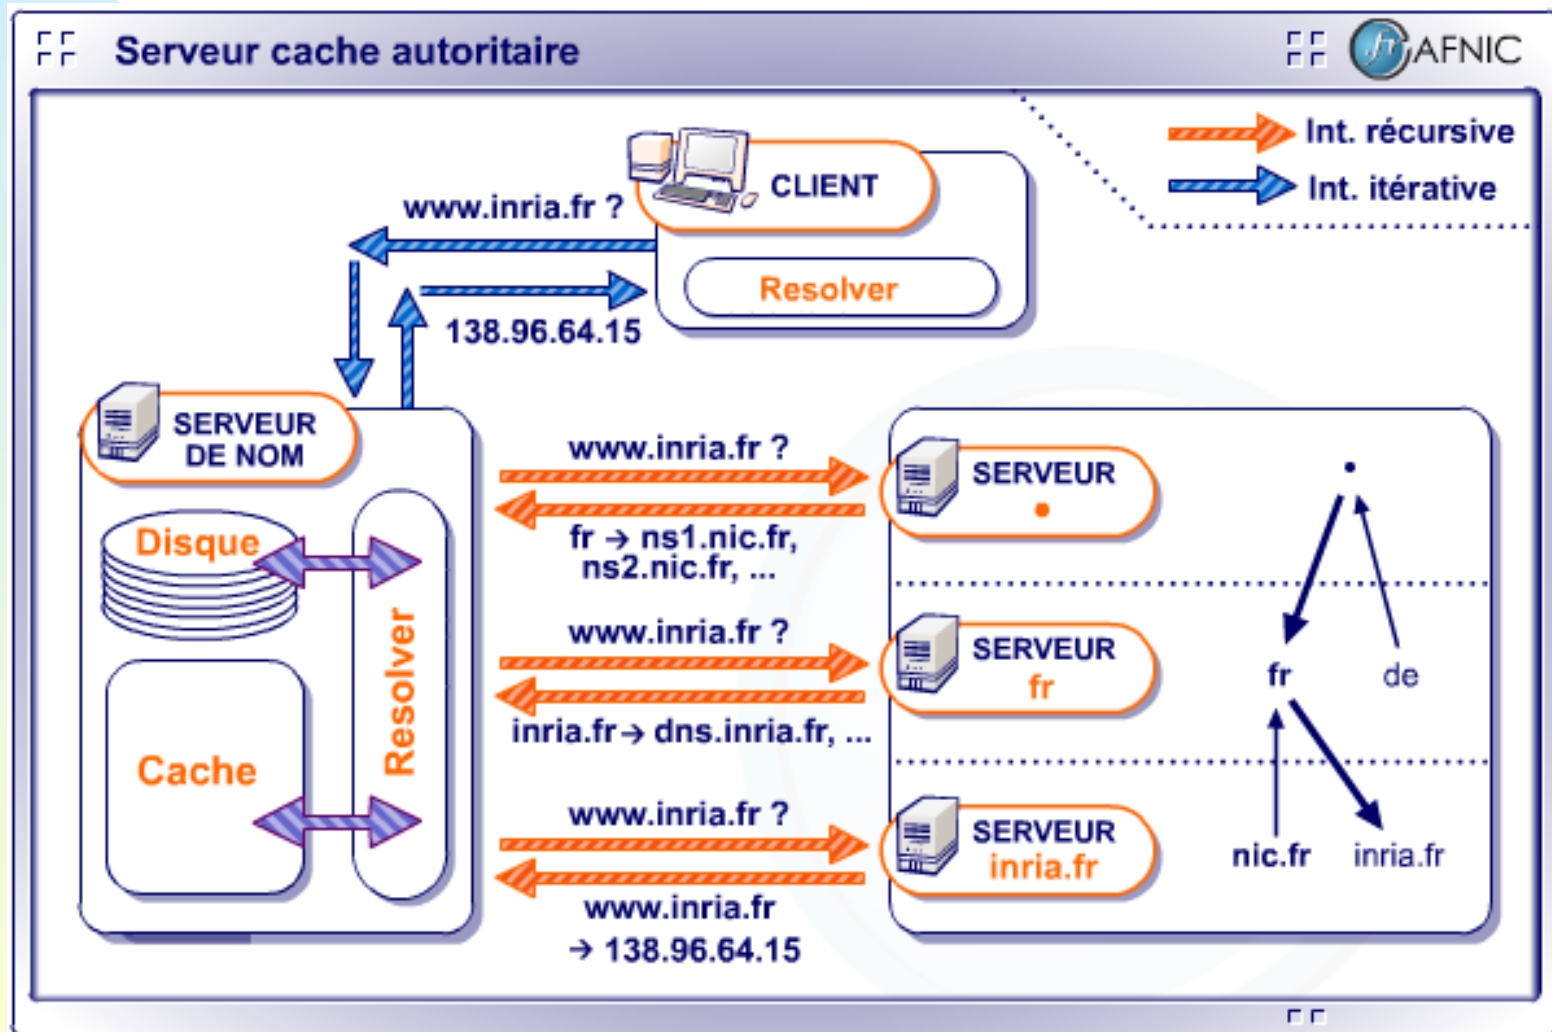 Serveur cache autoritaire
fr AFNIC
Int. récursive
Int. itérative
CLIENT
www.inria.fr ?
Resolver
138.96.64.15
SERVEUR
DE NOM
Disque
Cache
Resolver
www.inria.fr ?
fr → ns1.nic.fr,
ns2.nic.fr, ...
www.inria.fr ?
inria.fr → dns.inria.fr, ...
www.inria.fr ?
www.inria.fr
→ 138.96.64.15
SERVEUR
.
SERVEUR
fr
SERVEUR
inria.fr
.
fr
de
nic.fr
inria.fr